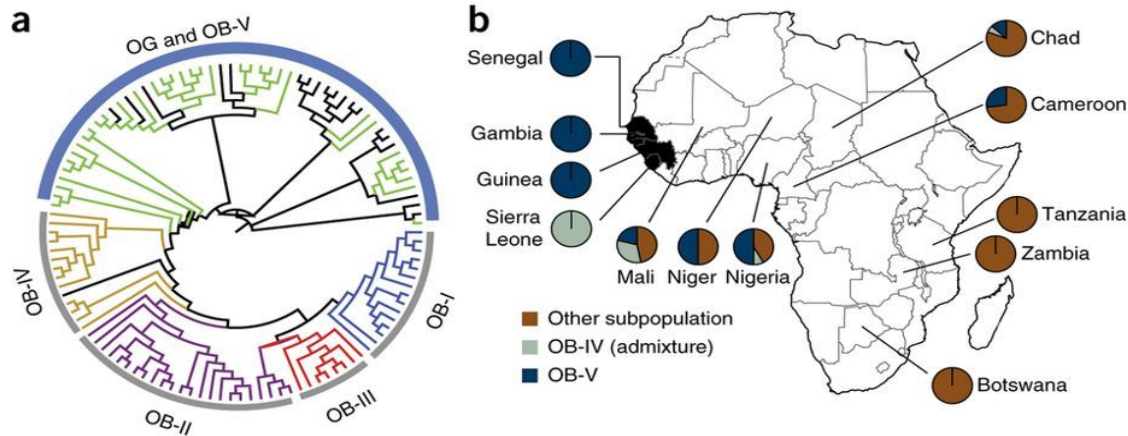 a
OG and OB-V
OB-IV
OB-I
OB-II
OB-III
b
Senegal
Gambia
Guinea
Sierra
Leone
Mali
Niger
Nigeria
Chad
Cameroon
Tanzania
Zambia
Botswana
Other subpopulation
OB-IV (admixture)
OB-V